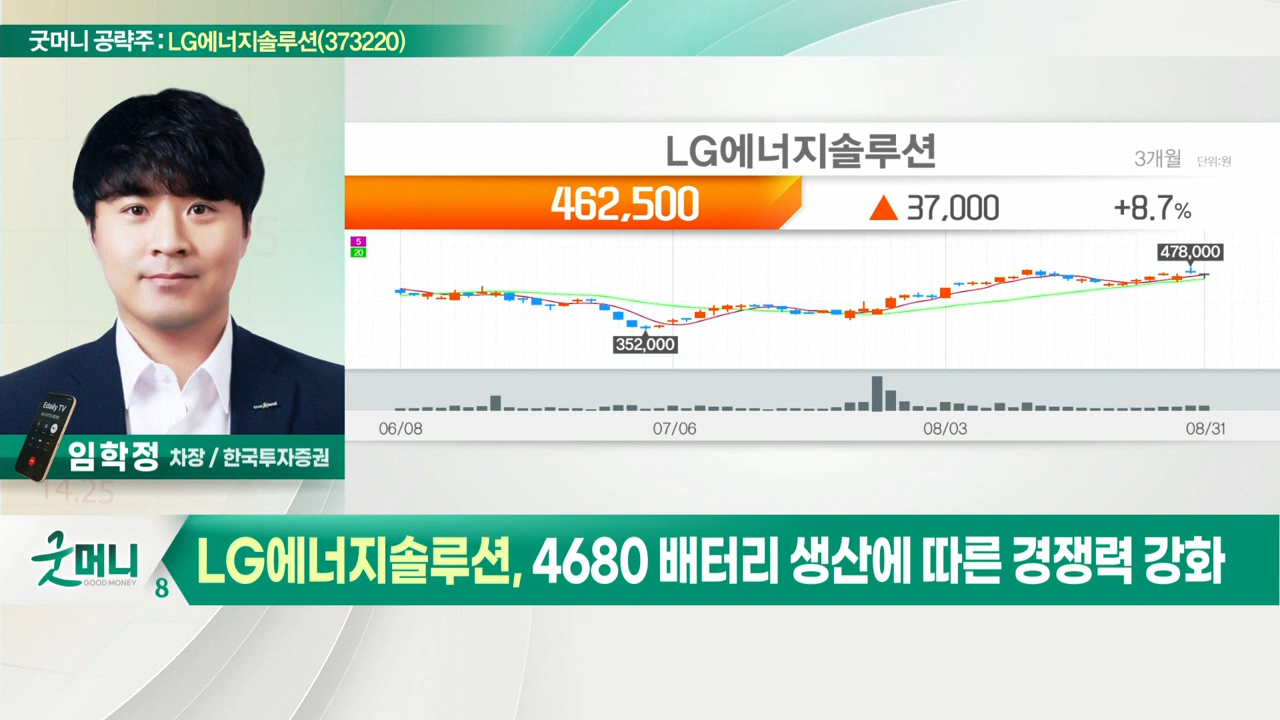 굿머니 공략주 : LG에너지솔루션(373220)
LG에너지솔루션
3개월 단위:원
462,500 ▲ 37,000 +8.7%
5
20
478,000
352,000
06/08 07/06 08/03 08/31
Edaily TV
임학정 차장 / 한국투자증권
14.25
굿머니
GOOD MONEY
8
LG에너지솔루션, 4680 배터리 생산에 따른 경쟁력 강화